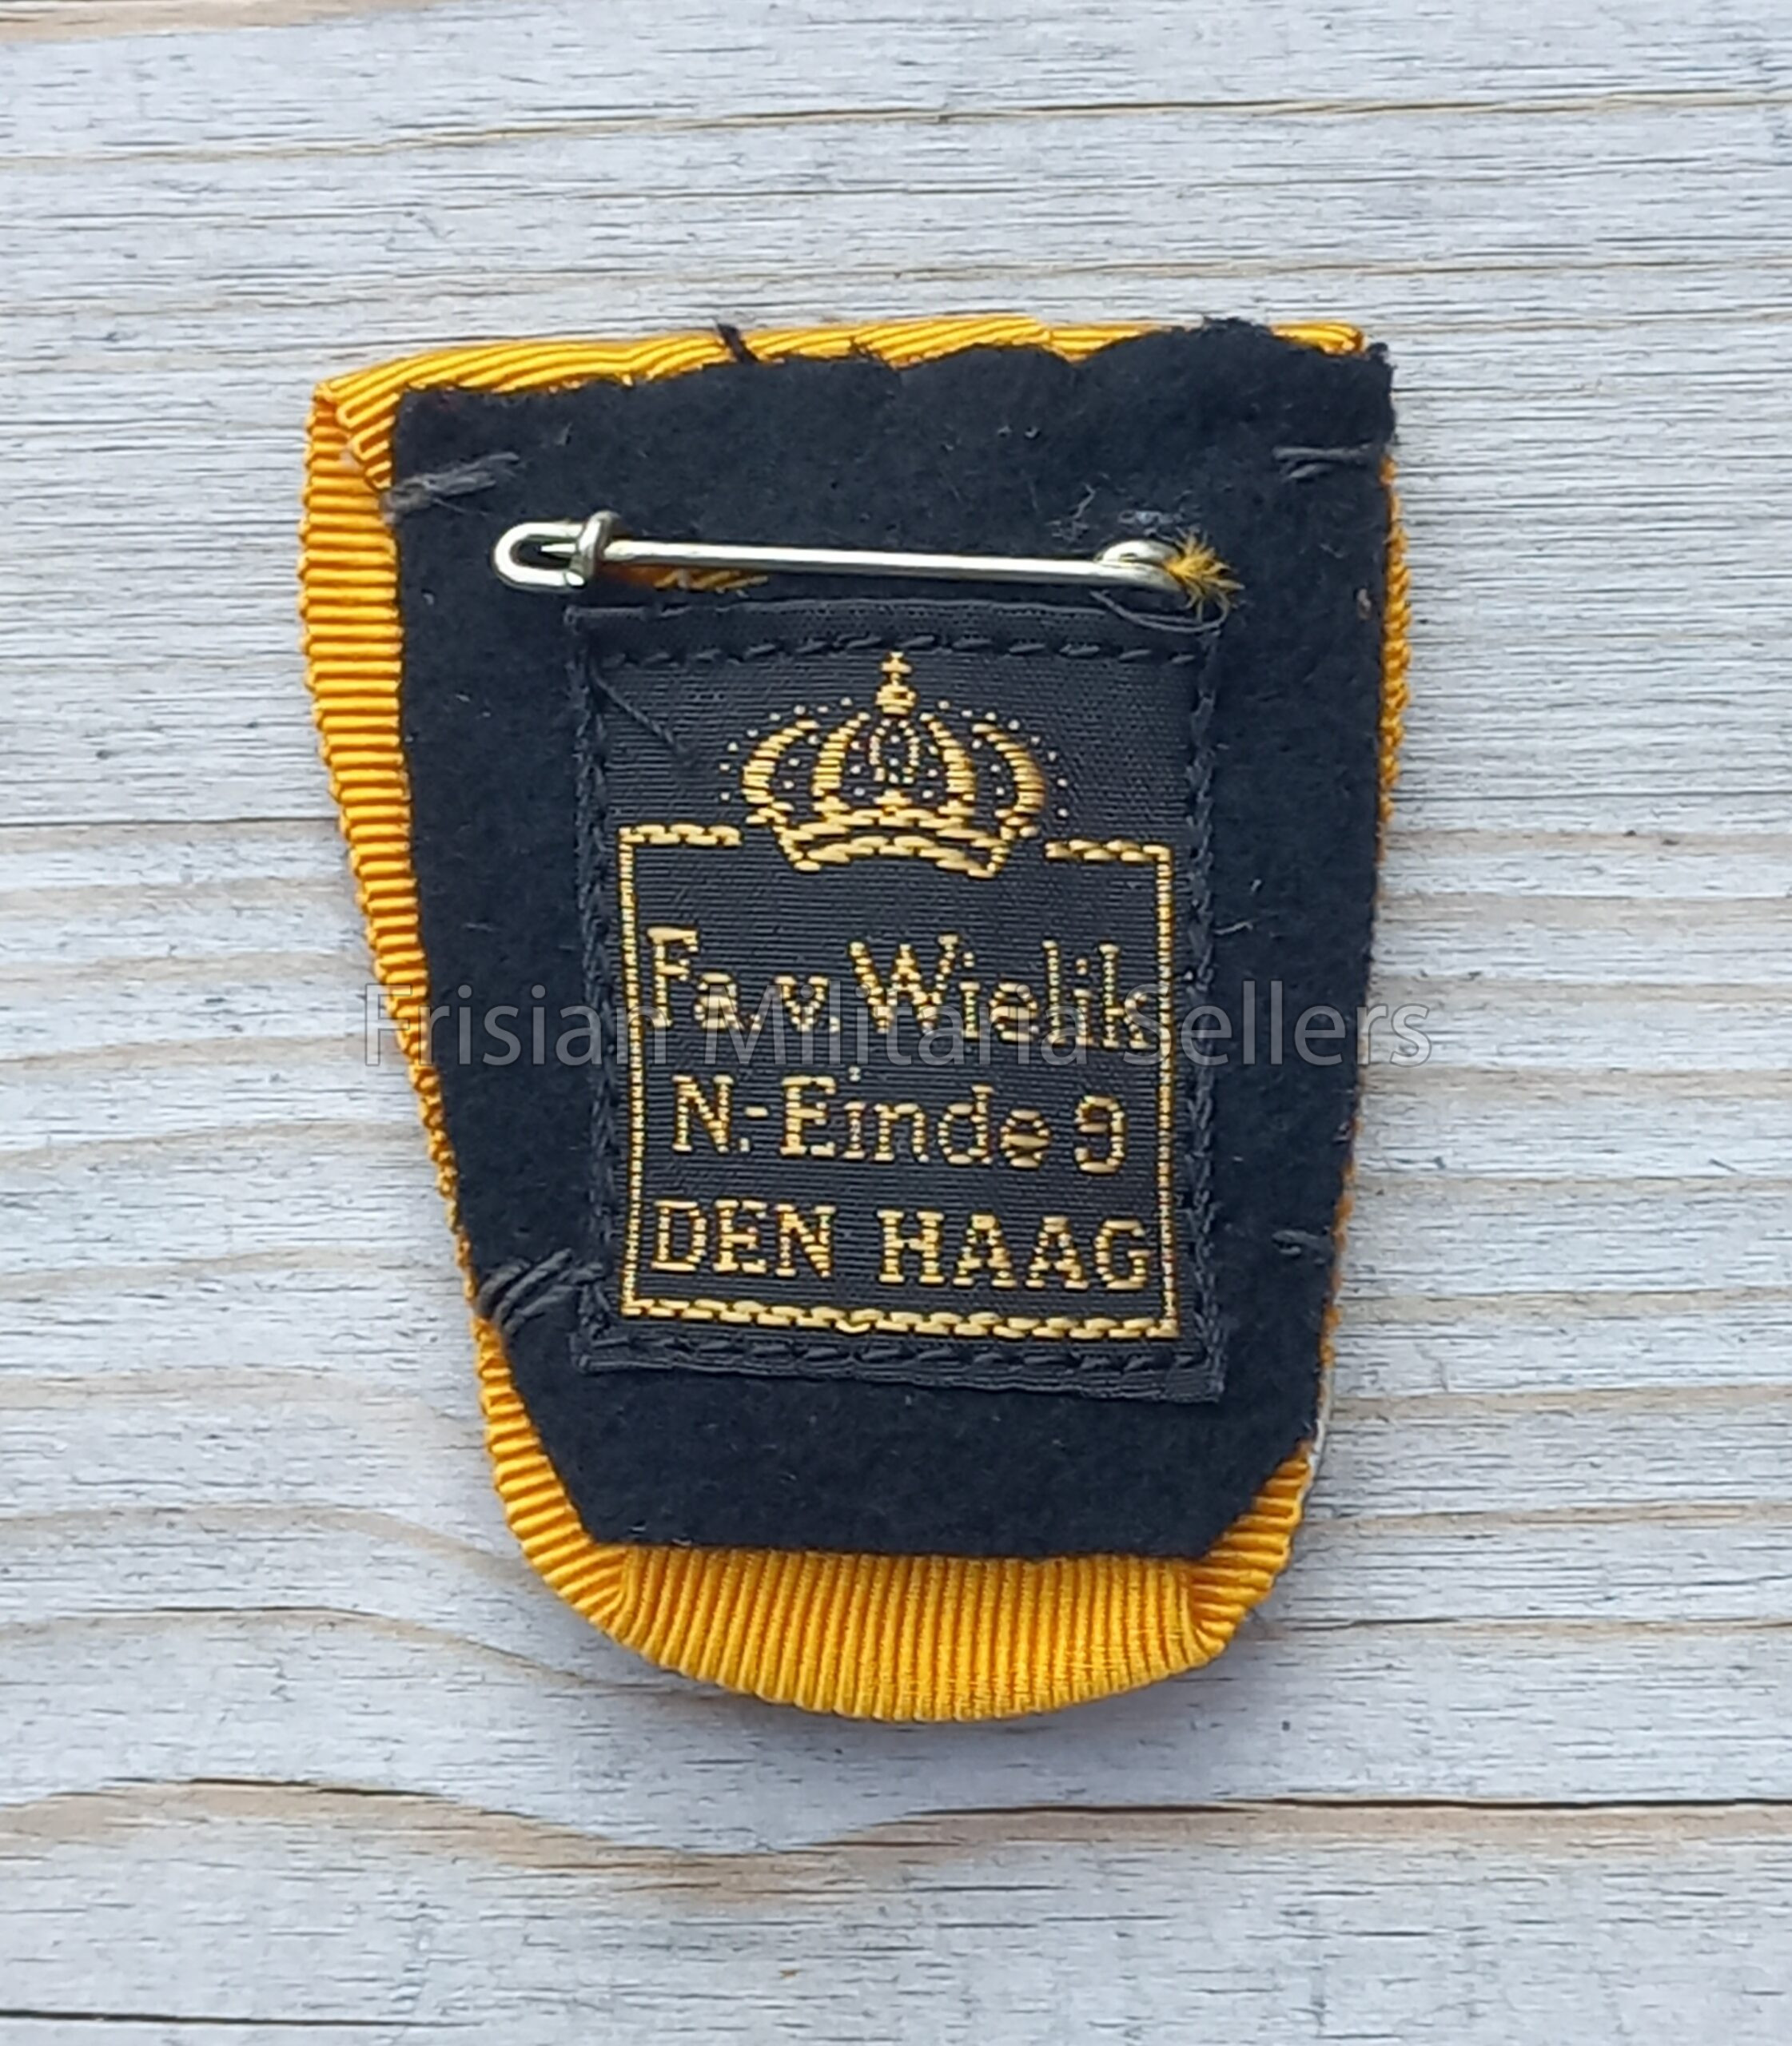 Fa. v. Wielik
Frisian Militaria Sellers
N.-Einde 9
DEN HAAG